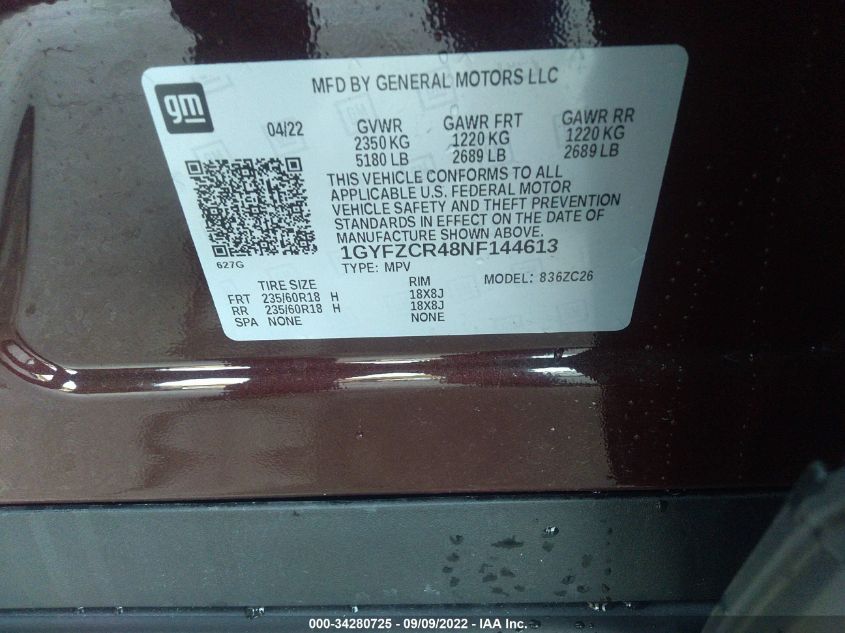 gm
MFD BY GENERAL MOTORS LLC
04/22
GVWR GAWR FRT GAWR RR
2350 KG 1220 KG 1220 KG
5180 LB 2689 LB 2689 LB
THIS VEHICLE CONFORMS TO ALL
APPLICABLE U.S. FEDERAL MOTOR
VEHICLE SAFETY AND THEFT PREVENTION
STANDARDS IN EFFECT ON THE DATE OF
MANUFACTURE SHOWN ABOVE.
1GYFZCR48NF144613
627G
TYPE: MPV
MODEL: 836ZC26
TIRE SIZE RIM
FRT 235/60R18 H 18X8J
RR 235/60R18 H 18X8J
SPA NONE NONE
000-34280725 - 09/09/2022 - IAA Inc.